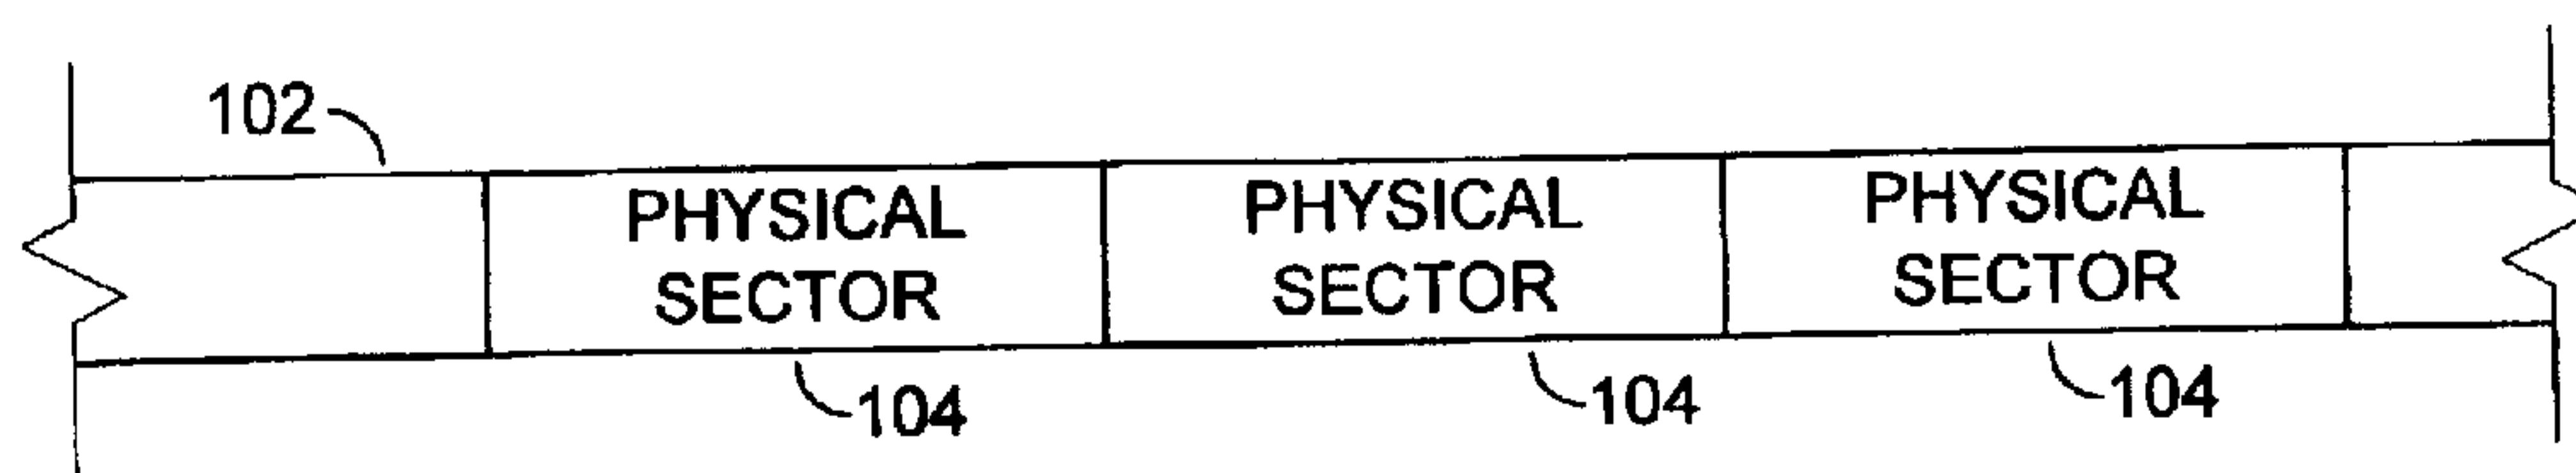 102
PHYSICAL PHYSICAL PHYSICAL
SECTOR SECTOR SECTOR
104 104 104